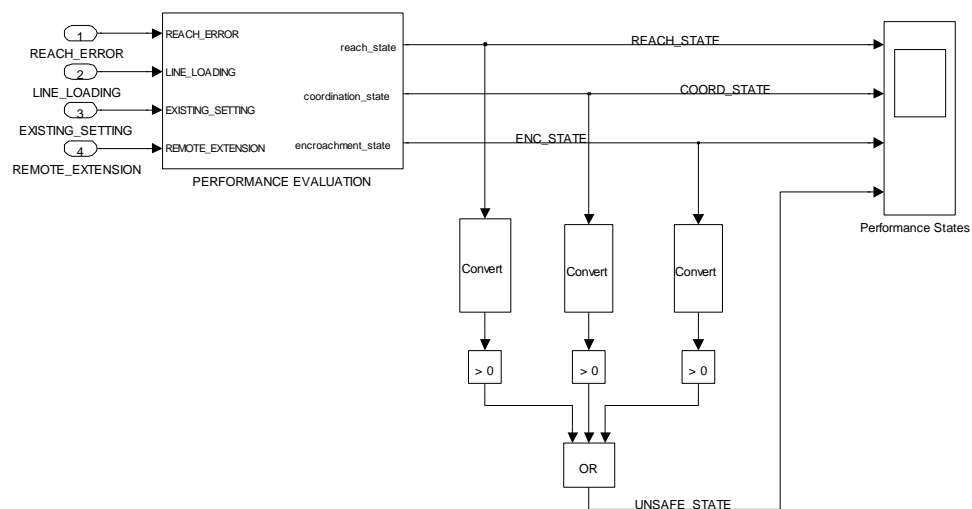 1
REACH_ERROR
2
LINE_LOADING
3
EXISTING_SETTING
4
REMOTE_EXTENSION
REACH_ERROR
LINE_LOADING
EXISTING_SETTING
REMOTE_EXTENSION
reach_state
coordination_state
encroachment_state
PERFORMANCE EVALUATION
REACH_STATE
COORD_STATE
ENC_STATE
Performance States
Convert
Convert
Convert
> 0
> 0
> 0
OR
UNSAFE_STATE